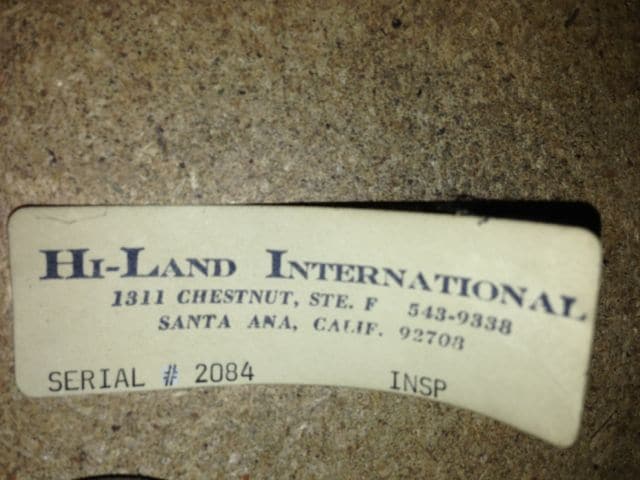 HI-LAND INTERNATIONAL
1311 CHESTNUT, STE. F 543-9338
SANTA ANA, CALIF. 92703
SERIAL # 2084 INSP